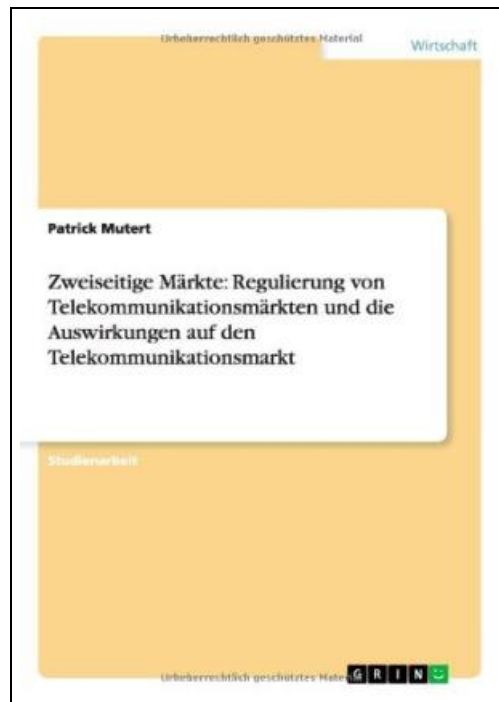 Urheberrechtlich geschütztes Material
Wirtschaft
Patrick Mutert
Zweiseitige Märkte: Regulierung von
Telekommunikationsmärkten und die
Auswirkungen auf den
Telekommunikationsmarkt
Studienarbeit
Urheberrechtlich geschütztes
GRIN